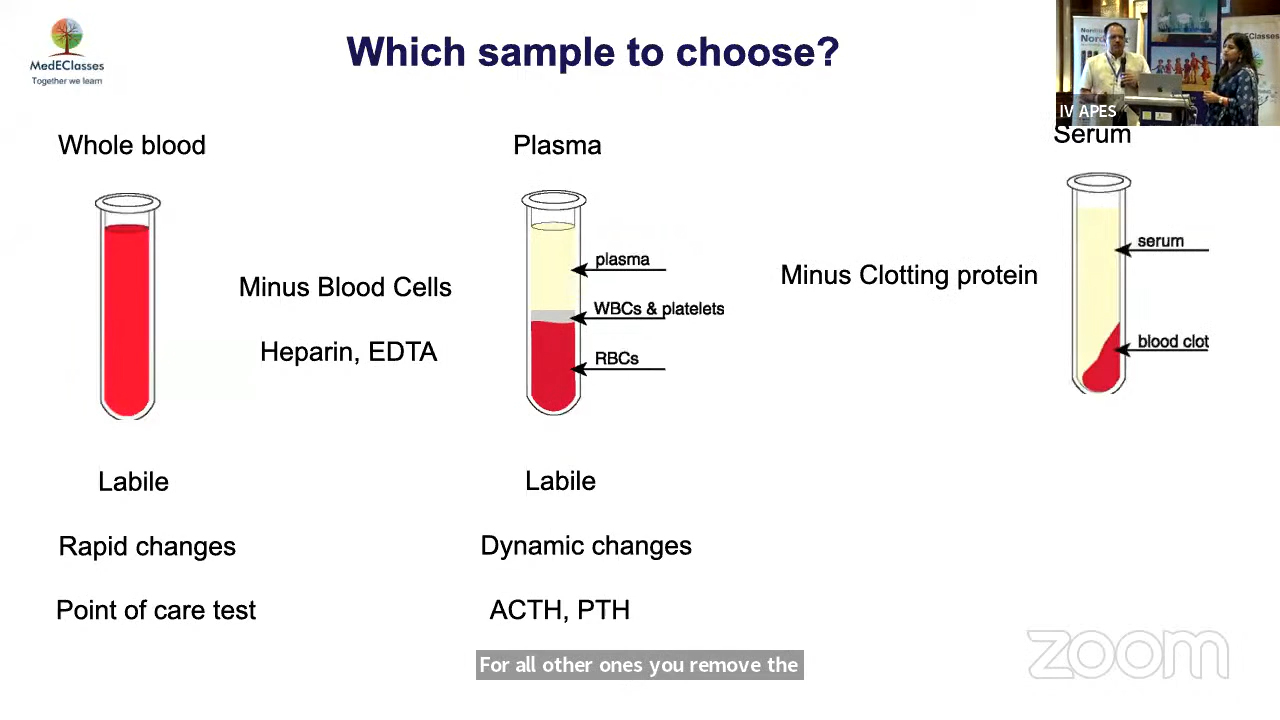 MedEClasses
Together we learn
Which sample to choose?
IV APES
Whole blood
Plasma
Serum
Minus Blood Cells
Heparin, EDTA
plasma
WBCs & platelets
RBCs
Minus Clotting protein
serum
blood clot
Labile
Labile
Rapid changes
Dynamic changes
Point of care test
ACTH, PTH
For all other ones you remove the
zoom